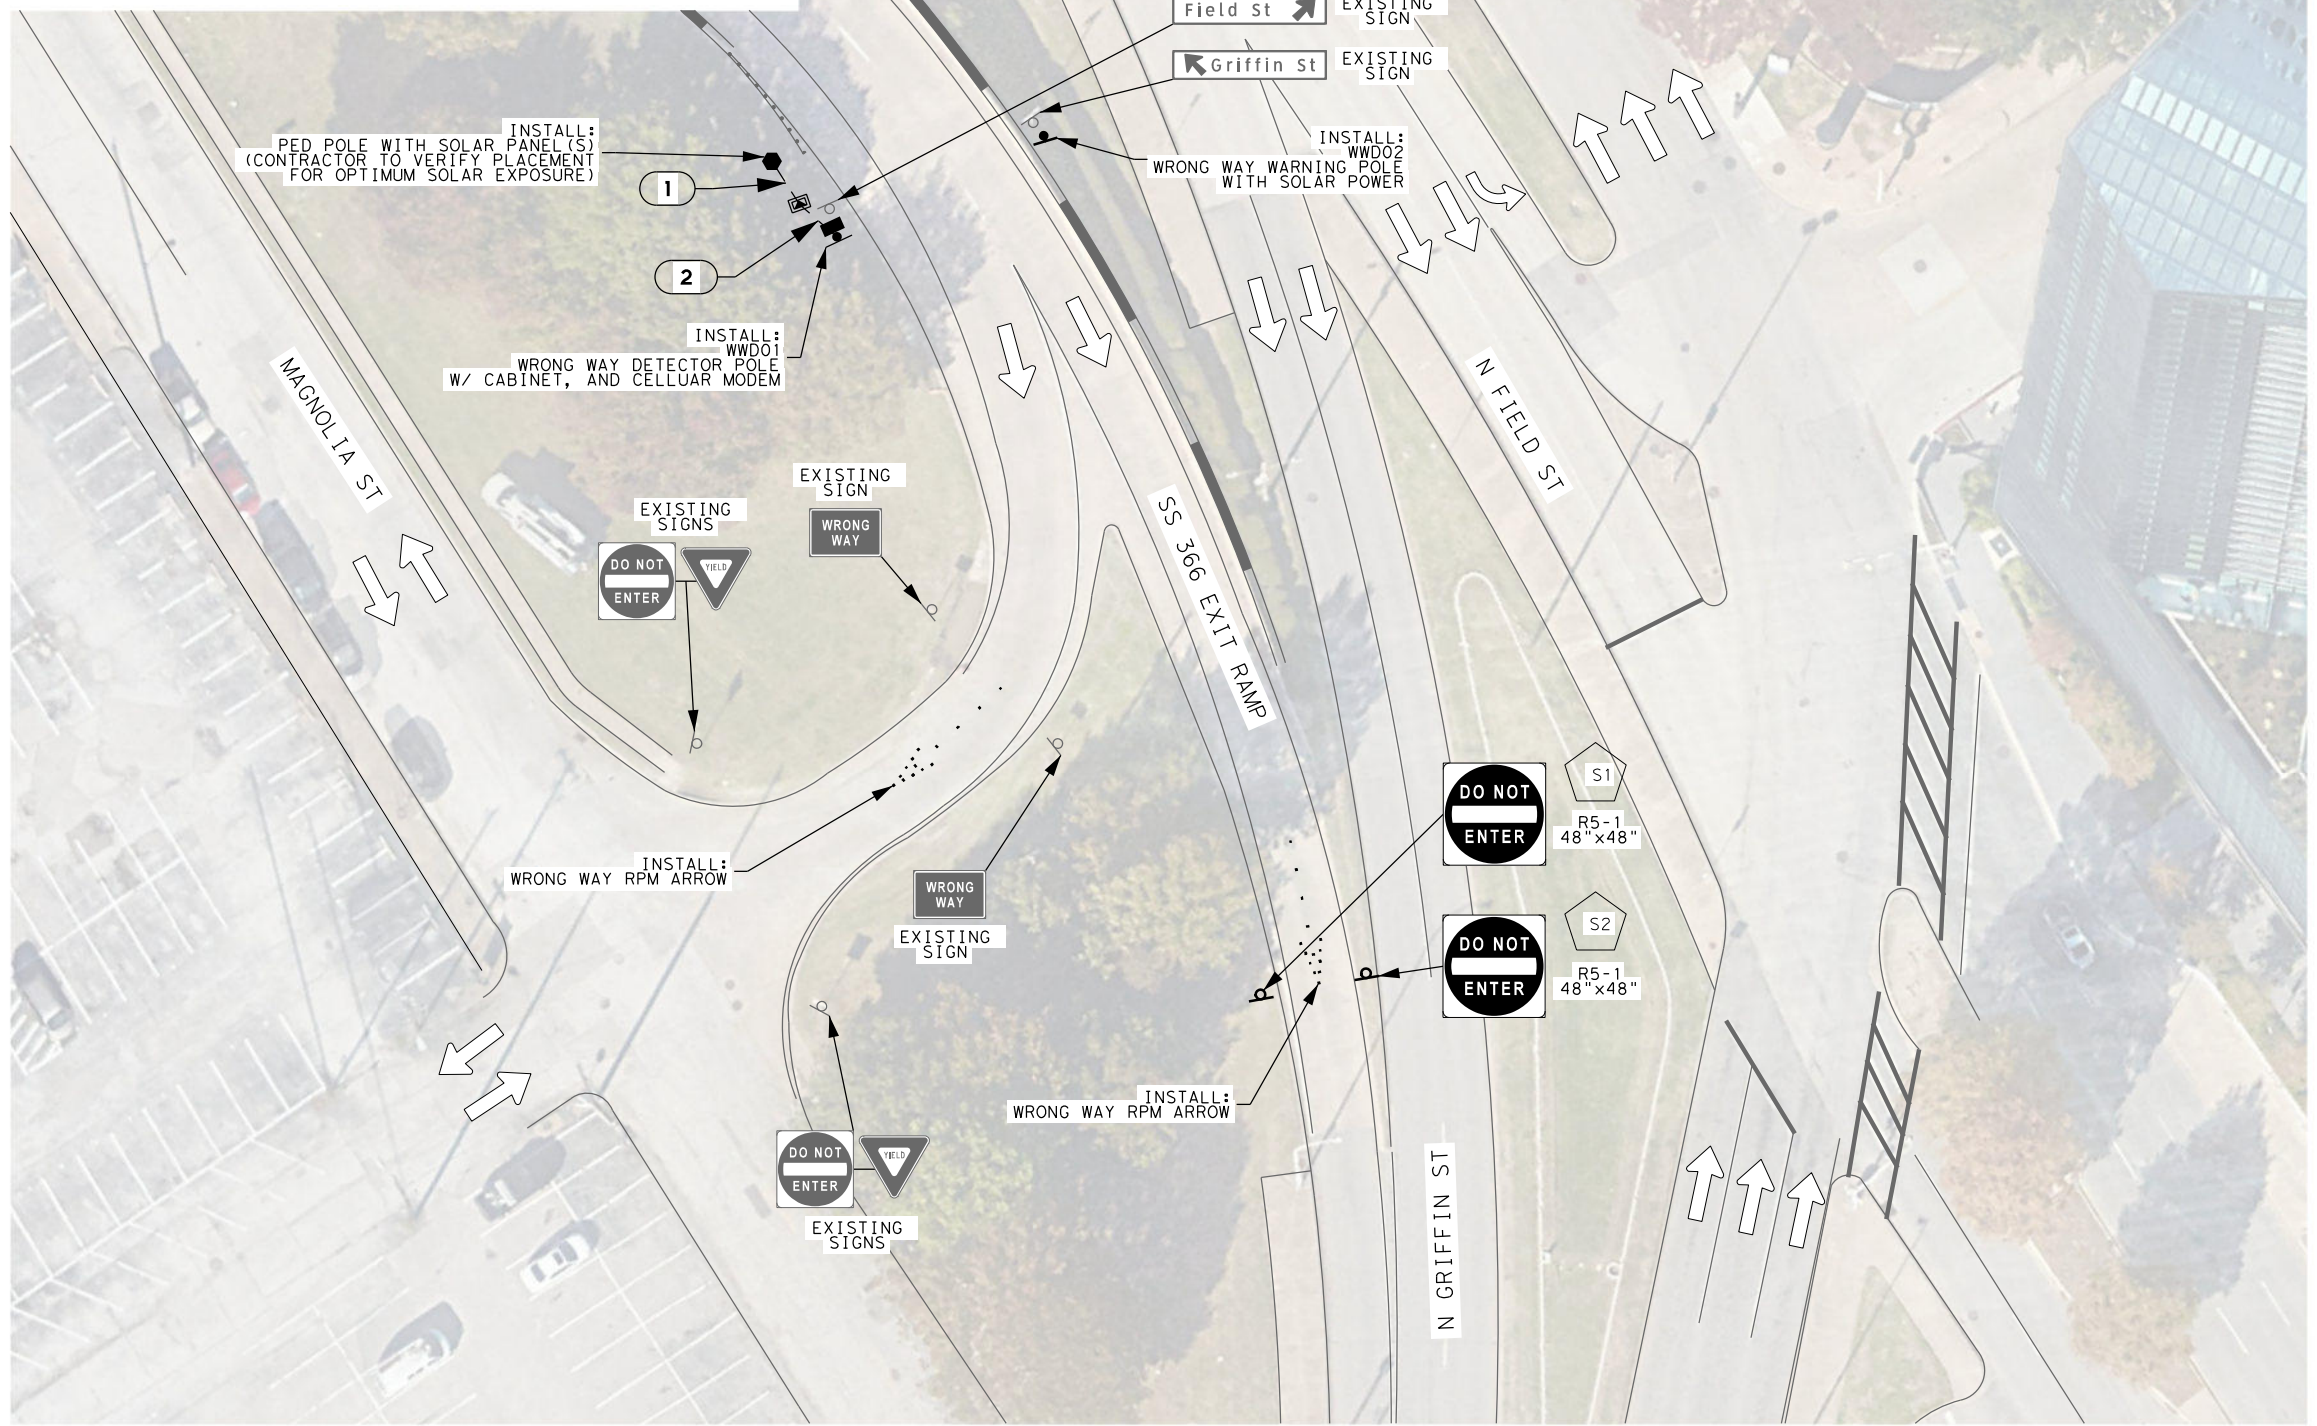 Field St
EXISTING
SIGN
Griffin St
EXISTING
SIGN
INSTALL:
PED POLE WITH SOLAR PANEL(S)
(CONTRACTOR TO VERIFY PLACEMENT
FOR OPTIMUM SOLAR EXPOSURE)
1
2
INSTALL:
WWD02
WRONG WAY WARNING POLE
WITH SOLAR POWER
INSTALL:
WWD01
WRONG WAY DETECTOR POLE
W/ CABINET, AND CELLUAR MODEM
MAGNOLIA ST
N FIELD ST
SS 366 EXIT RAMP
EXISTING
SIGN
WRONG
WAY
EXISTING
SIGNS
DO NOT
ENTER
YIELD
INSTALL:
WRONG WAY RPM ARROW
WRONG
WAY
EXISTING
SIGN
DO NOT
ENTER
S1
R5-1
48"x48"
DO NOT
ENTER
S2
R5-1
48"x48"
INSTALL:
WRONG WAY RPM ARROW
DO NOT
ENTER
YIELD
EXISTING
SIGNS
N GRIFFIN ST